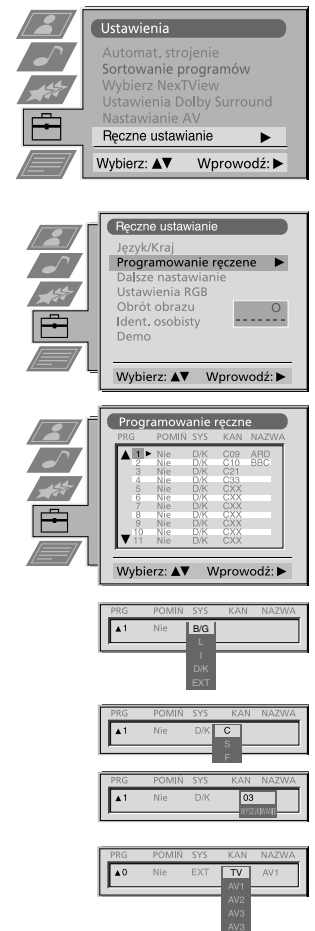 Ustawienia
Automat. strojenie
Sortowanie programów
Wybierz NexTView
Ustawienia Dolby Surround
Nastawianie AV
Ręczne ustawianie ▶
Wybierz: ▲▼ Wprowodź: ▶
Ręczne ustawianie
Język/Kraj
Programowanie ręczene ▶
Dalsze nastawianie
Ustawienia RGB
Obrót obrazu O
Ident. osobisty - - - - - - -
Demo
Wybierz: ▲▼ Wprowodź: ▶
Programowanie ręczne
PRG POMIŃ SYS KAN NAZWA
▲ 1 ▶ Nie D/K C09 ARD
2 Nie D/K C10 BBC
3 Nie D/K C21
4 Nie D/K C33
5 Nie D/K CXX
6 Nie D/K CXX
7 Nie D/K CXX
8 Nie D/K CXX
9 Nie D/K CXX
10 Nie D/K CXX
▼ 11 Nie D/K CXX
Wybierz: ▲▼ Wprowodź: ▶
PRG POMIŃ SYS KAN NAZWA
▲1 Nie B/G
L
I
D/K
EXT
PRG POMIŃ SYS KAN NAZWA
▲1 Nie D/K C
S
F
PRG POMIŃ SYS KAN NAZWA
▲1 Nie D/K 03
WYSZUKIWANIE
PRG POMIŃ SYS KAN NAZWA
▲0 Nie EXT TV AV1
AV1
AV2
AV3
AV3